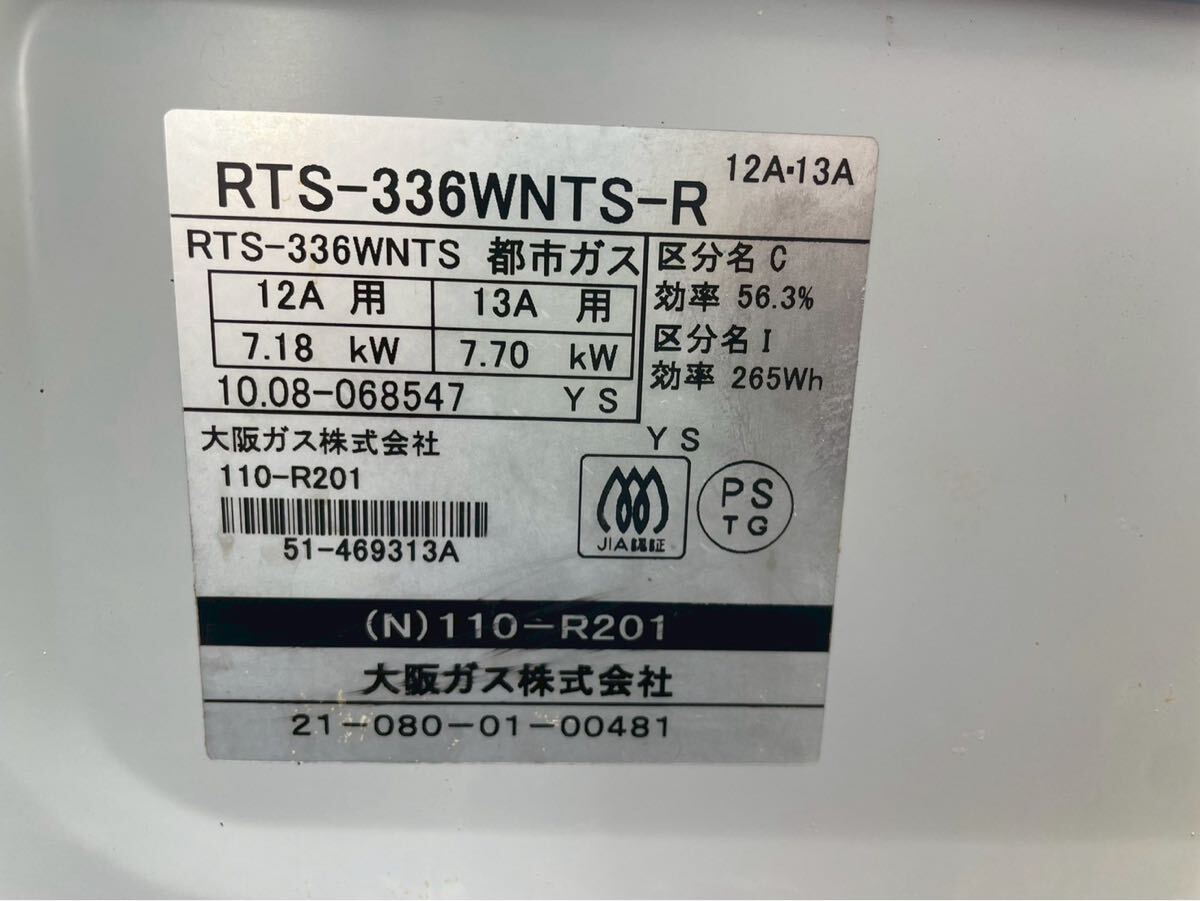 RTS-336WNTS-R 12A・13A
RTS-336WNTS 都市ガス
12A 用 13A 用
7.18 kW 7.70 kW
10.08-068547 YS
区分名 C
効率 56.3%
区分名 I
効率 265Wh
大阪ガス株式会社
110-R201
51-469313A
YS
JIA認証
PS
TG
(N)110-R201
大阪ガス株式会社
21-080-01-00481